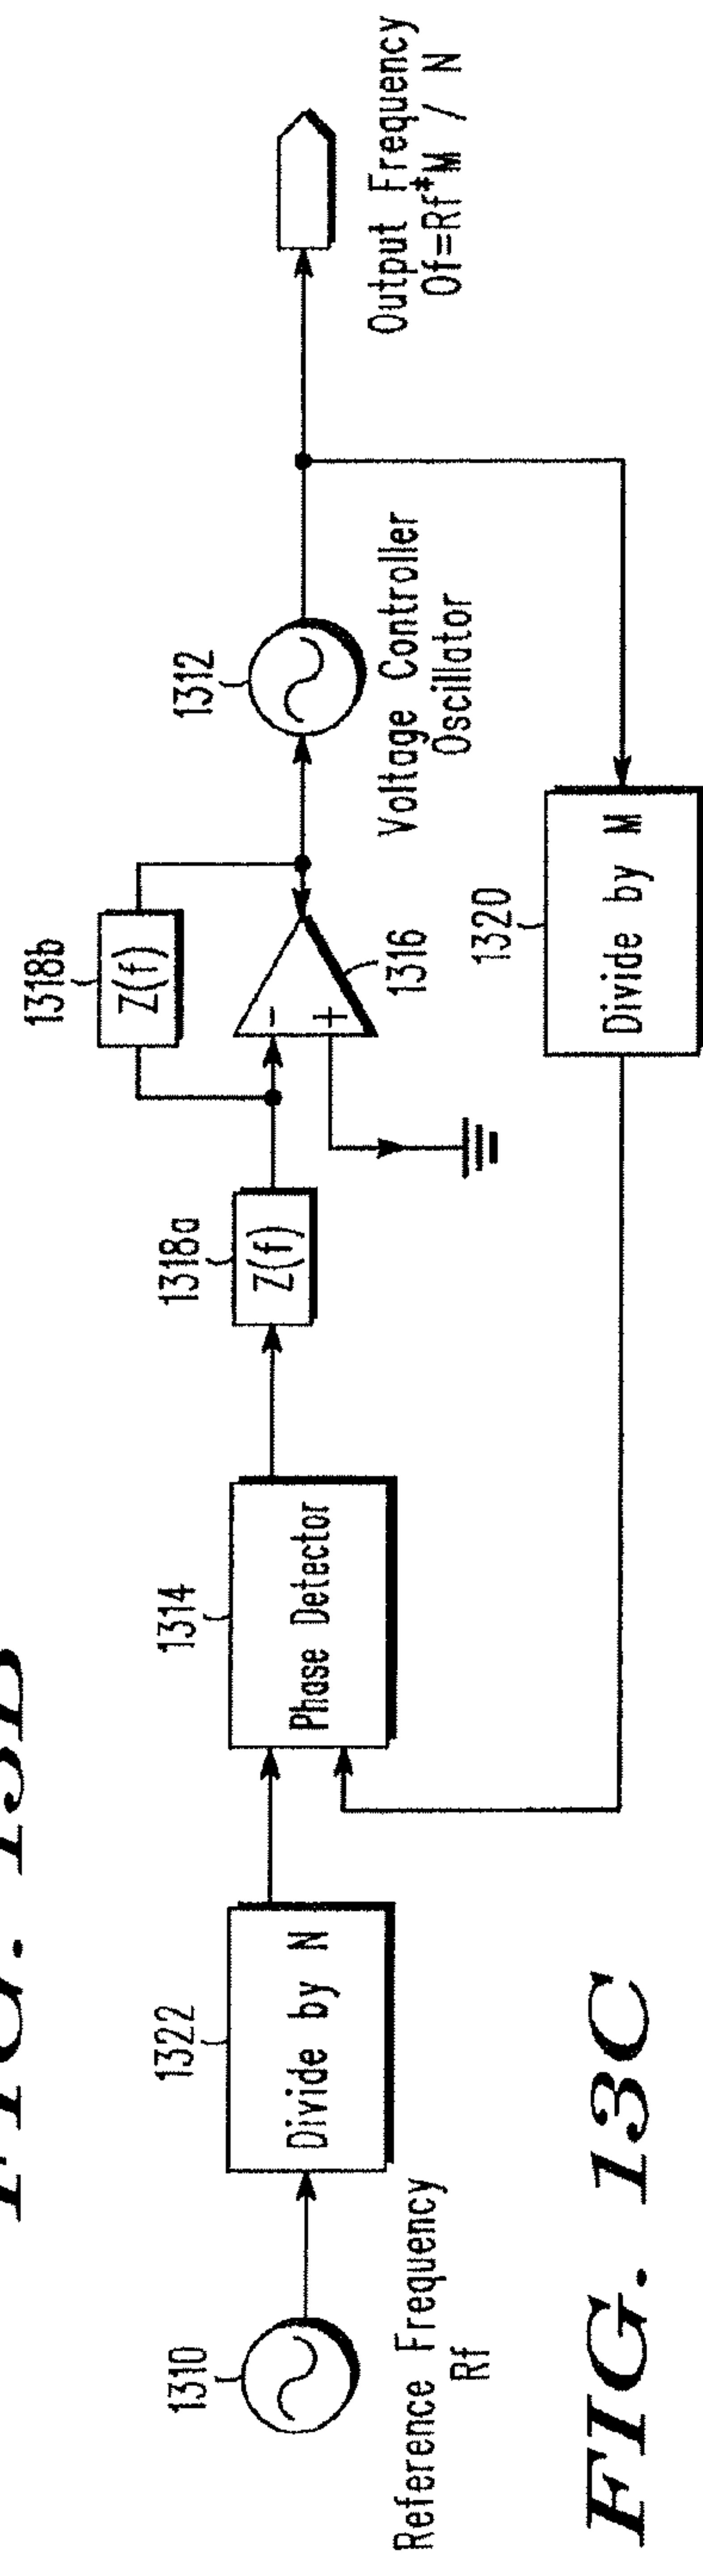 1310
Reference Frequency
Rf
1322
Divide by N
1314
Phase Detector
1318a
Z(f)
1318b
Z(f)
-
+
1316
1312
Voltage Controller
Oscillator
1320
Divide by M
Output Frequency
Of=Rf*M / N
FIG. 13C